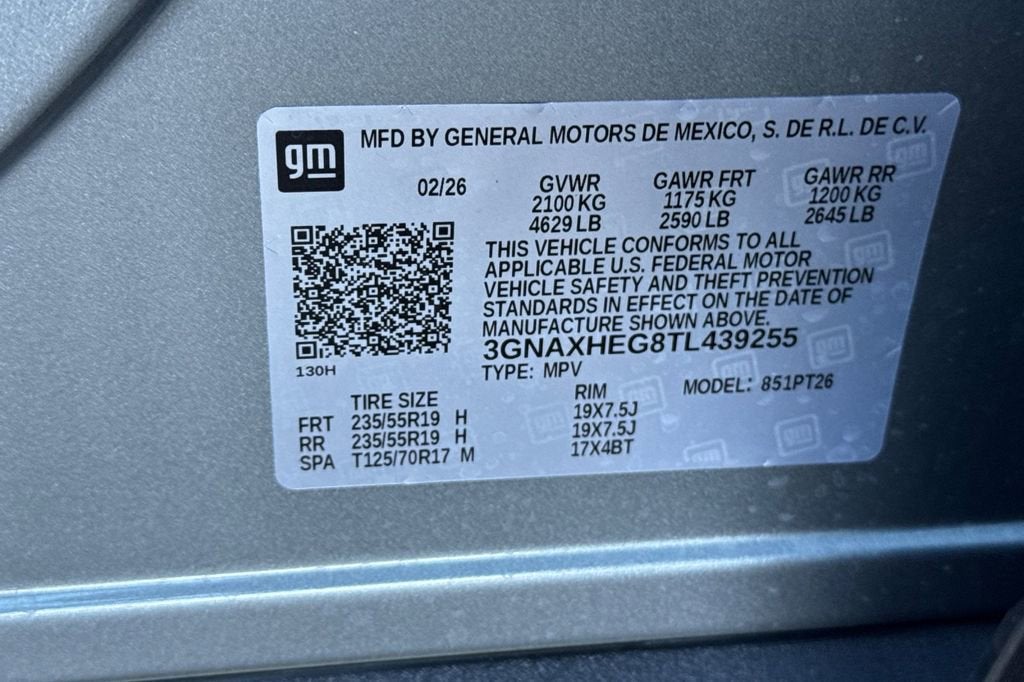 gm
MFD BY GENERAL MOTORS DE MEXICO, S. DE R.L. DE C.V.
02/26 GVWR GAWR FRT GAWR RR
2100 KG 1175 KG 1200 KG
4629 LB 2590 LB 2645 LB
THIS VEHICLE CONFORMS TO ALL
APPLICABLE U.S. FEDERAL MOTOR
VEHICLE SAFETY AND THEFT PREVENTION
STANDARDS IN EFFECT ON THE DATE OF
MANUFACTURE SHOWN ABOVE.
3GNAXHEG8TL439255
130H
TYPE: MPV
MODEL: 851PT26
TIRE SIZE RIM
FRT 235/55R19 H 19X7.5J
RR 235/55R19 H 19X7.5J
SPA T125/70R17 M 17X4BT